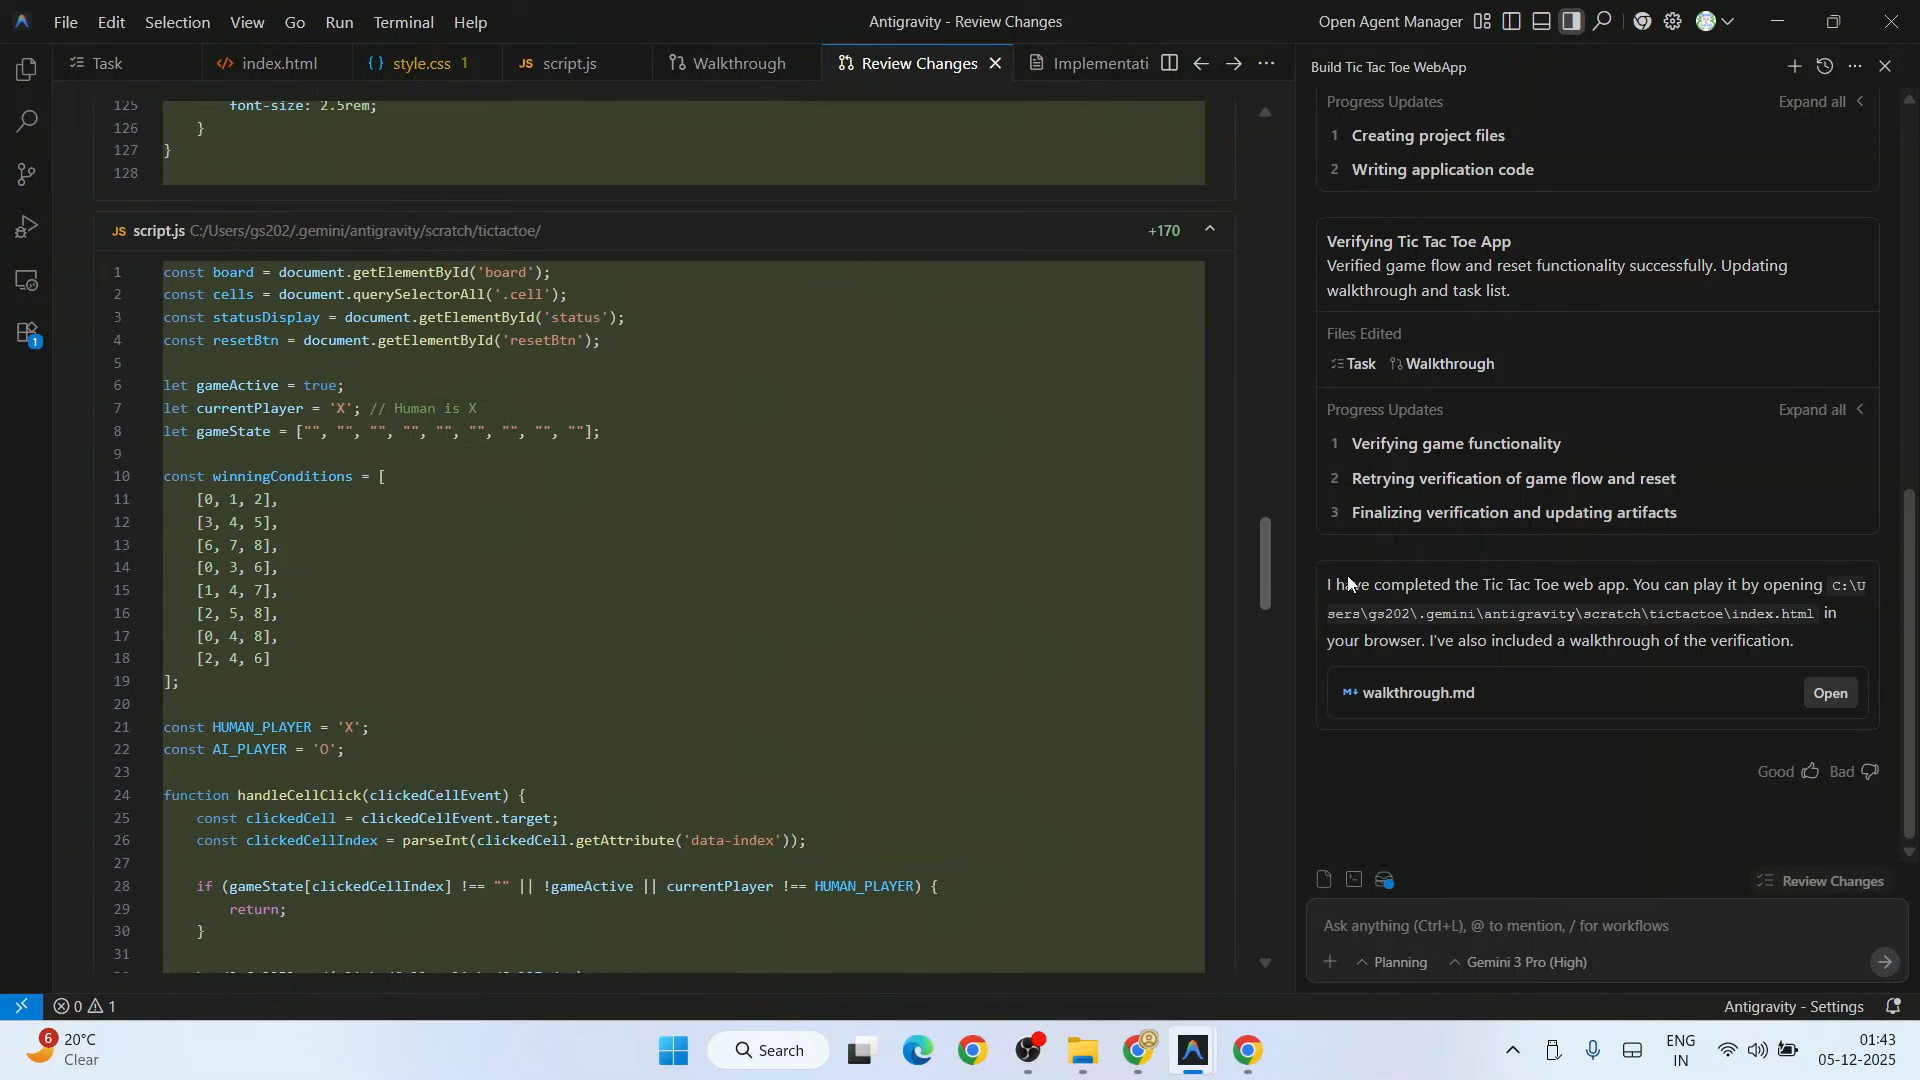 File Edit Selection View Go Run Terminal Help
Antigravity - Review Changes
Open Agent Manager
Task
index.html
style.css 1
JS script.js
Walkthrough
Review Changes
Implementati
125 font-size: 2.5rem;
126 }
127 }
128
JS script.js C:/Users/gs202/.gemini/antigravity/scratch/tictactoe/ +170
1 const board = document.getElementById('board');
2 const cells = document.querySelectorAll('.cell');
3 const statusDisplay = document.getElementById('status');
4 const resetBtn = document.getElementById('resetBtn');
5
6 let gameActive = true;
7 let currentPlayer = 'X'; // Human is X
8 let gameState = ["", "", "", "", "", "", "", "", ""];
9
10 const winningConditions = [
11 [0, 1, 2],
12 [3, 4, 5],
13 [6, 7, 8],
14 [0, 3, 6],
15 [1, 4, 7],
16 [2, 5, 8],
17 [0, 4, 8],
18 [2, 4, 6]
19 ];
20
21 const HUMAN_PLAYER = 'X';
22 const AI_PLAYER = 'O';
23
24 function handleCellClick(clickedCellEvent) {
25 const clickedCell = clickedCellEvent.target;
26 const clickedCellIndex = parseInt(clickedCell.getAttribute('data-index'));
27
28 if (gameState[clickedCellIndex] !== "" || !gameActive || currentPlayer !== HUMAN_PLAYER) {
29 return;
30 }
31
Build Tic Tac Toe WebApp
Progress Updates Expand all
1 Creating project files
2 Writing application code
Verifying Tic Tac Toe App
Verified game flow and reset functionality successfully. Updating
walkthrough and task list.
Files Edited
Task Walkthrough
Progress Updates Expand all
1 Verifying game functionality
2 Retrying verification of game flow and reset
3 Finalizing verification and updating artifacts
I have completed the Tic Tac Toe web app. You can play it by opening C:\U
sers\gs202\.gemini\antigravity\scratch\tictactoe\index.html in
your browser. I've also included a walkthrough of the verification.
walkthrough.md Open
Good Bad
Review Changes
Ask anything (Ctrl+L), @ to mention, / for workflows
Planning Gemini 3 Pro (High)
0 1
Antigravity - Settings
6 20°C
Clear
1
Search
ENG
IN
01:43
05-12-2025